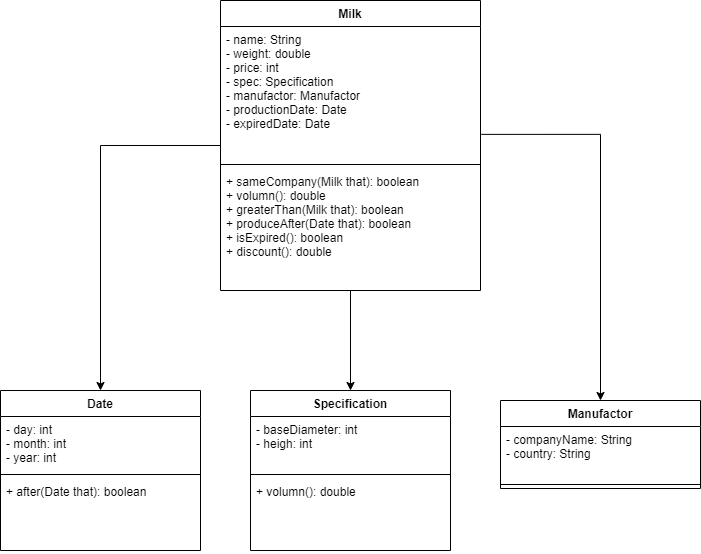 Milk
- name: String
- weight: double
- price: int
- spec: Specification
- manufactor: Manufactor
- productionDate: Date
- expiredDate: Date
+ sameCompany(Milk that): boolean
+ volumn(): double
+ greaterThan(Milk that): boolean
+ produceAfter(Date that): boolean
+ isExpired(): boolean
+ discount(): double
Date
- day: int
- month: int
- year: int
+ after(Date that): boolean
Specification
- baseDiameter: int
- heigh: int
+ volumn(): double
Manufactor
- companyName: String
- country: String